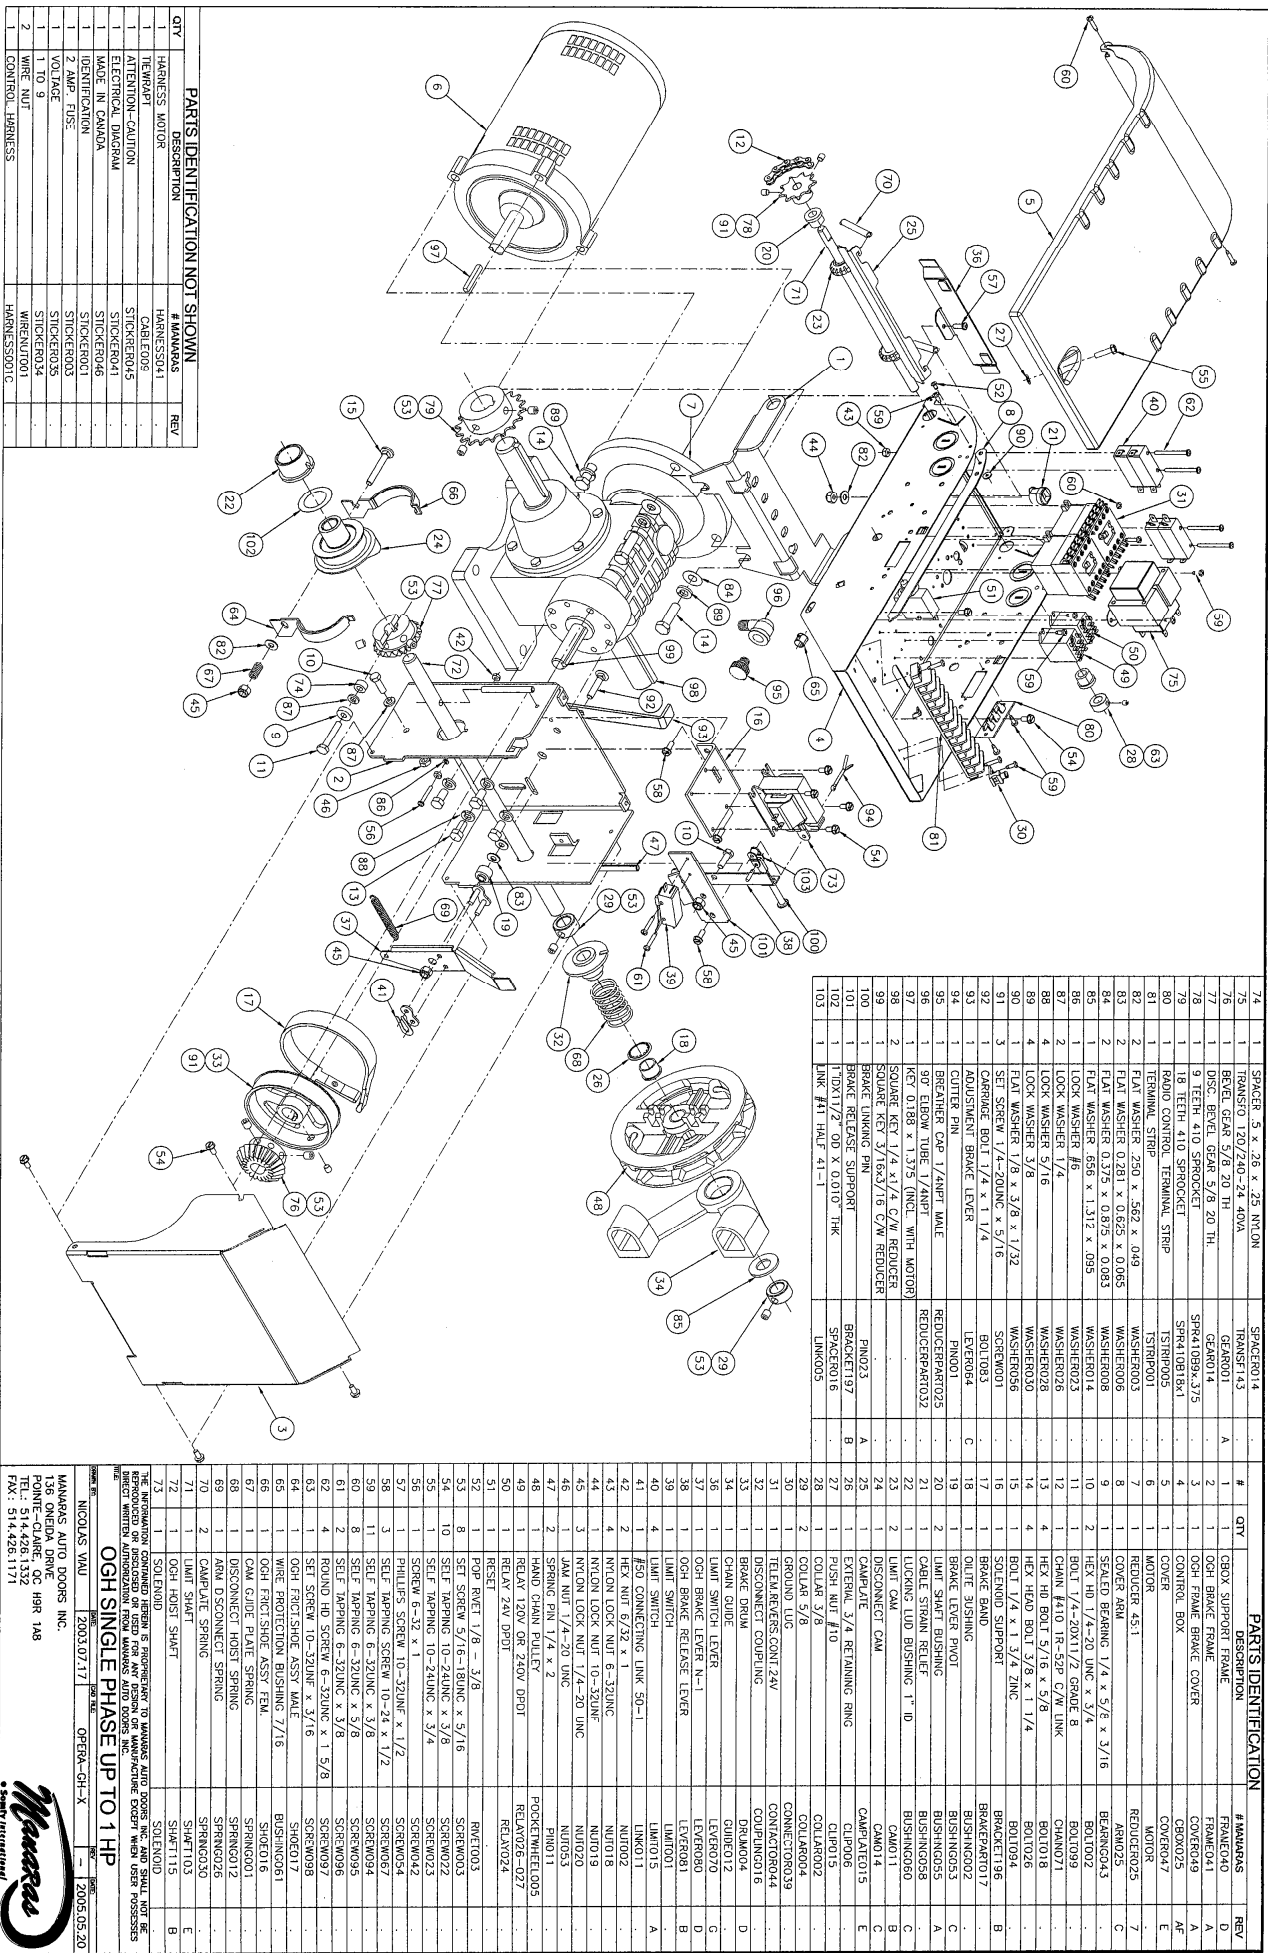 PARTS IDENTIFICATION NOT SHOWN
QTY DESCRIPTION # MANARAS REV
1 HARNESS MOTOR HARNESS041 .
1 TIEWRAPT CABLE009 .
1 ATTENTION-CAUTION STICKRER045 .
1 ELECTRICAL DIAGRAM STICKER041 .
1 MADE IN CANADA STICKER046 .
1 IDENTIFICATION STICKER001 .
1 2 AMP. FUSE STICKER003 .
1 VOLTAGE STICKER035 .
1 1 TO 9 STICKER034 .
2 WIRE NUT WIRENUT001 .
1 CONTROL HARNESS HARNESS001C .
74 1 SPACER .5 x .26 x .25 NYLON SPACER014 .
75 1 TRANSFO 120/240-24 40VA TRANSF143 .
76 1 BEVEL GEAR 5/8 20 TH GEAR001 A
77 1 DISC. BEVEL GEAR 5/8 20 TH. GEAR014 .
78 1 9 TEETH 410 SPROCKET SPR410B9x.375 .
79 1 18 TEETH 410 SPROCKET SPR410B18x1 .
80 1 RADIO CONTROL TERMINAL STRIP TSTRIP005 .
81 1 TERMINAL STRIP TSTRIP001 .
82 2 FLAT WASHER .250 x .562 x .049 WASHER003 .
83 2 FLAT WASHER 0.281 x 0.625 x 0.065 WASHER006 .
84 2 FLAT WASHER 0.375 x 0.875 x 0.083 WASHER008 .
85 1 FLAT WASHER .656 x 1.312 x .095 WASHER014 .
86 1 LOCK WASHER #6 WASHER023 .
87 2 LOCK WASHER 1/4 WASHER026 .
88 4 LOCK WASHER 5/16 WASHER028 .
89 4 LOCK WASHER 3/8 WASHER030 .
90 1 FLAT WASHER 1/8 x 3/8 x 1/32 WASHER056 .
91 3 SET SCREW 1/4-20UNC x 5/16 SCREW001 .
92 1 CARRIAGE BOLT 1/4 x 1 1/4 BOLT083 .
93 1 ADJUSTMENT BRAKE LEVER LEVER064 C
94 1 CUTTER PIN PIN001 .
95 1 BREATHER CAP 1/4NPT MALE REDUCERPART025 .
96 1 90° ELBOW TUBE 1/4NPT REDUCERPART032 .
97 1 KEY 0.188 x 1.375 (INCL. WITH MOTOR) .
98 2 SQUARE KEY 1/4 x1/4 C/W REDUCER .
99 1 SQUARE KEY 3/16x3/16 C/W REDUCER .
100 1 BRAKE LINKING PIN PIN023 A
101 1 BRAKE RELEASE SUPPORT BRACKET197 B
102 1 1"IDX11/2" OD X 0.010" THK SPACER016 .
103 1 LINK #41 HALF 41-1 LINK005 .
PARTS IDENTIFICATION
# QTY DESCRIPTION # MANARAS REV
1 1 CBOX SUPPORT FRAME FRAME040 D
2 1 OGH BRAKE FRAME FRAME041 A
3 1 OGH FRAME BRAKE COVER COVER049 A
4 1 CONTROL BOX CBOX025 AF
5 1 COVER COVER047 E
6 1 MOTOR MOTOR .
7 1 REDUCER 45:1 REDUCER025 7
8 1 COVER ARM ARM025 C
9 1 SEALED BEARING 1/4 x 5/8 x 3/16 BEARING043 .
10 2 HEX HD 1/4-20 UNC x 3/4 BOLT002 .
11 1 BOLT 1/4-20X11/2 GRADE 8 BOLT099 .
12 1 CHAIN #410 1R-52P C/W LINK CHAIN071 .
13 4 HEX HD BOLT 5/16 x 5/8 BOLT018 .
14 4 HEX HEAD BOLT 3/8 x 1 1/4 BOLT026 .
15 1 BOLT 1/4 x 1 3/4 ZINC BOLT094 .
16 1 SOLENOID SUPPORT BRACKET196 B
17 1 BRAKE BAND BRAKEPART017 .
18 1 OILITE BUSHING BUSHNG002 .
19 1 BRAKE LEVER PIVOT BUSHNG053 C
20 2 LIMIT SHAFT BUSHING BUSHNG055 A
21 1 CABLE STRAIN RELIEF BUSHNG058 .
22 1 LUCKING LUD BUSHING 1" ID BUSHING060 C
23 2 LIMIT CAM CAM011 B
24 1 DISCONNECT CAM CAM014 C
25 1 CAMPLATE CAMPLATE015 E
26 1 EXTERNAL 3/4 RETAINING RING CLIP006 .
27 1 PUSH NUT #10 CLIP015 .
28 1 COLLAR 3/8 COLLAR002 .
29 2 COLLAR 5/8 COLLAR004 .
30 1 GROUND LUG CONNECTOR039 .
31 1 TELEM.REVERS.CONT.24V CONTACTOR044 .
32 1 DISCONNECT COUPLING COUPLING016 .
33 1 BRAKE DRUM DRUM004 D
34 1 CHAIN GUIDE GUIDE012 .
36 1 LIMIT SWITCH LEVER LEVER070 G
37 1 OGH BRAKE LEVER N-1 LEVER080 D
38 1 OGH BRAKE RELEASE LEVER LEVER081 B
39 1 LIMIT SWITCH LIMIT001 .
40 4 LIMIT SWITCH LIMIT015 A
41 1 #50 CONNECTING LINK 50-1 LINK011 .
42 2 HEX NUT 6/32 x 1 NUT002 .
43 4 NYLON LOCK NUT 6-32UNC NUT018 .
44 1 NYLON LOCK NUT 10-32UNF NUT019 .
45 3 NYLON LOCK NUT 1/4-20 UNC NUT020 .
46 1 JAM NUT 1/4-20 UNC NUT053 .
47 2 SPRING PIN 1/4 x 2 PIN011 .
48 1 HAND CHAIN PULLEY POCKETWHEEL005 .
49 1 RELAY 120V OR 240V DPDT RELAY026-027 .
50 1 RELAY 24V DPDT RELAY024 .
51 1 RESET .
52 1 POP RIVET 1/8 - 3/8 RIVET003 .
53 8 SET SCREW 5/16-18UNC x 5/16 SCREW003 .
54 10 SELF TAPPING 10-24UNC x 3/8 SCREW022 .
55 1 SELF TAPPING 10-24UNC x 3/4 SCREW023 .
56 1 SCREW 6-32 x 1 SCREW042 .
57 1 PHILLIPS SCREW 10-32UNF x 1/2 SCREW054 .
58 3 SELF TAPPING SCREW 10-24 x 1/2 SCREW067 .
59 11 SELF TAPPING 6-32UNC x 3/8 SCREW094 .
60 8 SELF TAPPING 6-32UNC x 5/8 SCREW095 .
61 2 SELF TAPPING 6-32UNC x 3/8 SCREW096 .
62 4 ROUND HD SCREW 6-32UNC x 1 5/8 SCREW097 .
63 1 SET SCREW 10-32UNF x 3/16 SCREW098 .
64 1 OGH FRICT.SHOE ASSY MALE SHOE017 .
65 1 WIRE PROTECTION BUSHING 7/16 BUSHING061 .
66 1 OGH FRICT.SHOE ASSY FEM. SHOE016 .
67 1 CAM GUIDE PLATE SPRING SPRING001 .
68 1 DISCONNECT HOIST SPRING SPRING012 .
69 1 ARM DISCONNECT SPRING SPRING026 .
70 2 CAMPLATE SPRING SPRING030 .
71 1 LIMIT SHAFT SHAFT103 E
72 1 OGH HOIST SHAFT SHAFT115 B
73 1 SOLENOID SOLENOID .
THE INFORMATION CONTAINED HEREIN IS PROPRIETARY TO MANARAS AUTO DOORS INC. AND SHALL NOT BE
REPRODUCED OR DISCLOSED OR USED FOR ANY DESIGN OR MANUFACTURE EXCEPT WHEN USER POSSESSES
DIRECT WRITTEN AUTHORIZATION FROM MANARAS AUTO DOORS INC.
TITLE:
OGH SINGLE PHASE UP TO 1 HP
DRAWN BY: NICOLAS VIAU DATE: 2003.07.17 CAD FILE: OPERA-GH-X REV: - DATE: 2005.05.20
MANARAS AUTO DOORS INC.
136 ONEIDA DRIVE
POINTE-CLAIRE, QC H9R 1A8
TEL.: 514.426.1332
FAX.: 514.426.1171
Manaras
Somfy International